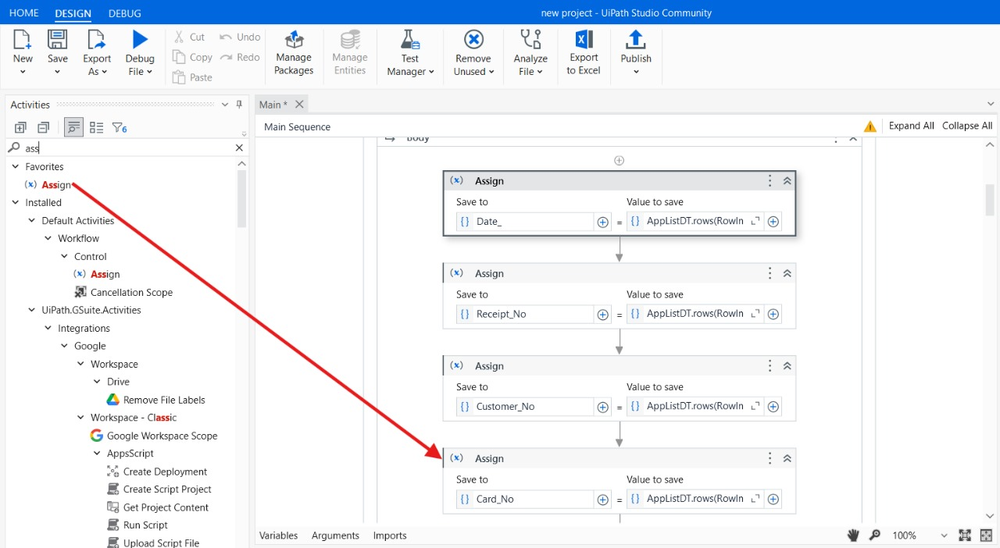 HOME DESIGN DEBUG
new project - UiPath Studio Community
New
Save
Export As
Debug File
Cut
Copy
Paste
Undo
Redo
Manage Packages
Manage Entities
Test Manager
Remove Unused
Analyze File
Export to Excel
Publish
Activities
6
ass
Favorites
Assign
Installed
Default Activities
Workflow
Control
Assign
Cancellation Scope
UiPath.GSuite.Activities
Integrations
Google
Workspace
Drive
Remove File Labels
Workspace - Classic
Google Workspace Scope
AppsScript
Create Deployment
Create Script Project
Get Project Content
Run Script
Upload Script File
Main *
Main Sequence
Expand All Collapse All
Body
Assign
Save to Value to save
Date_ = AppListDT.rows(RowIn
Assign
Save to Value to save
Receipt_No = AppListDT.rows(RowIn
Assign
Save to Value to save
Customer_No = AppListDT.rows(RowIn
Assign
Save to Value to save
Card_No = AppListDT.rows(RowIn
Variables Arguments Imports
100%